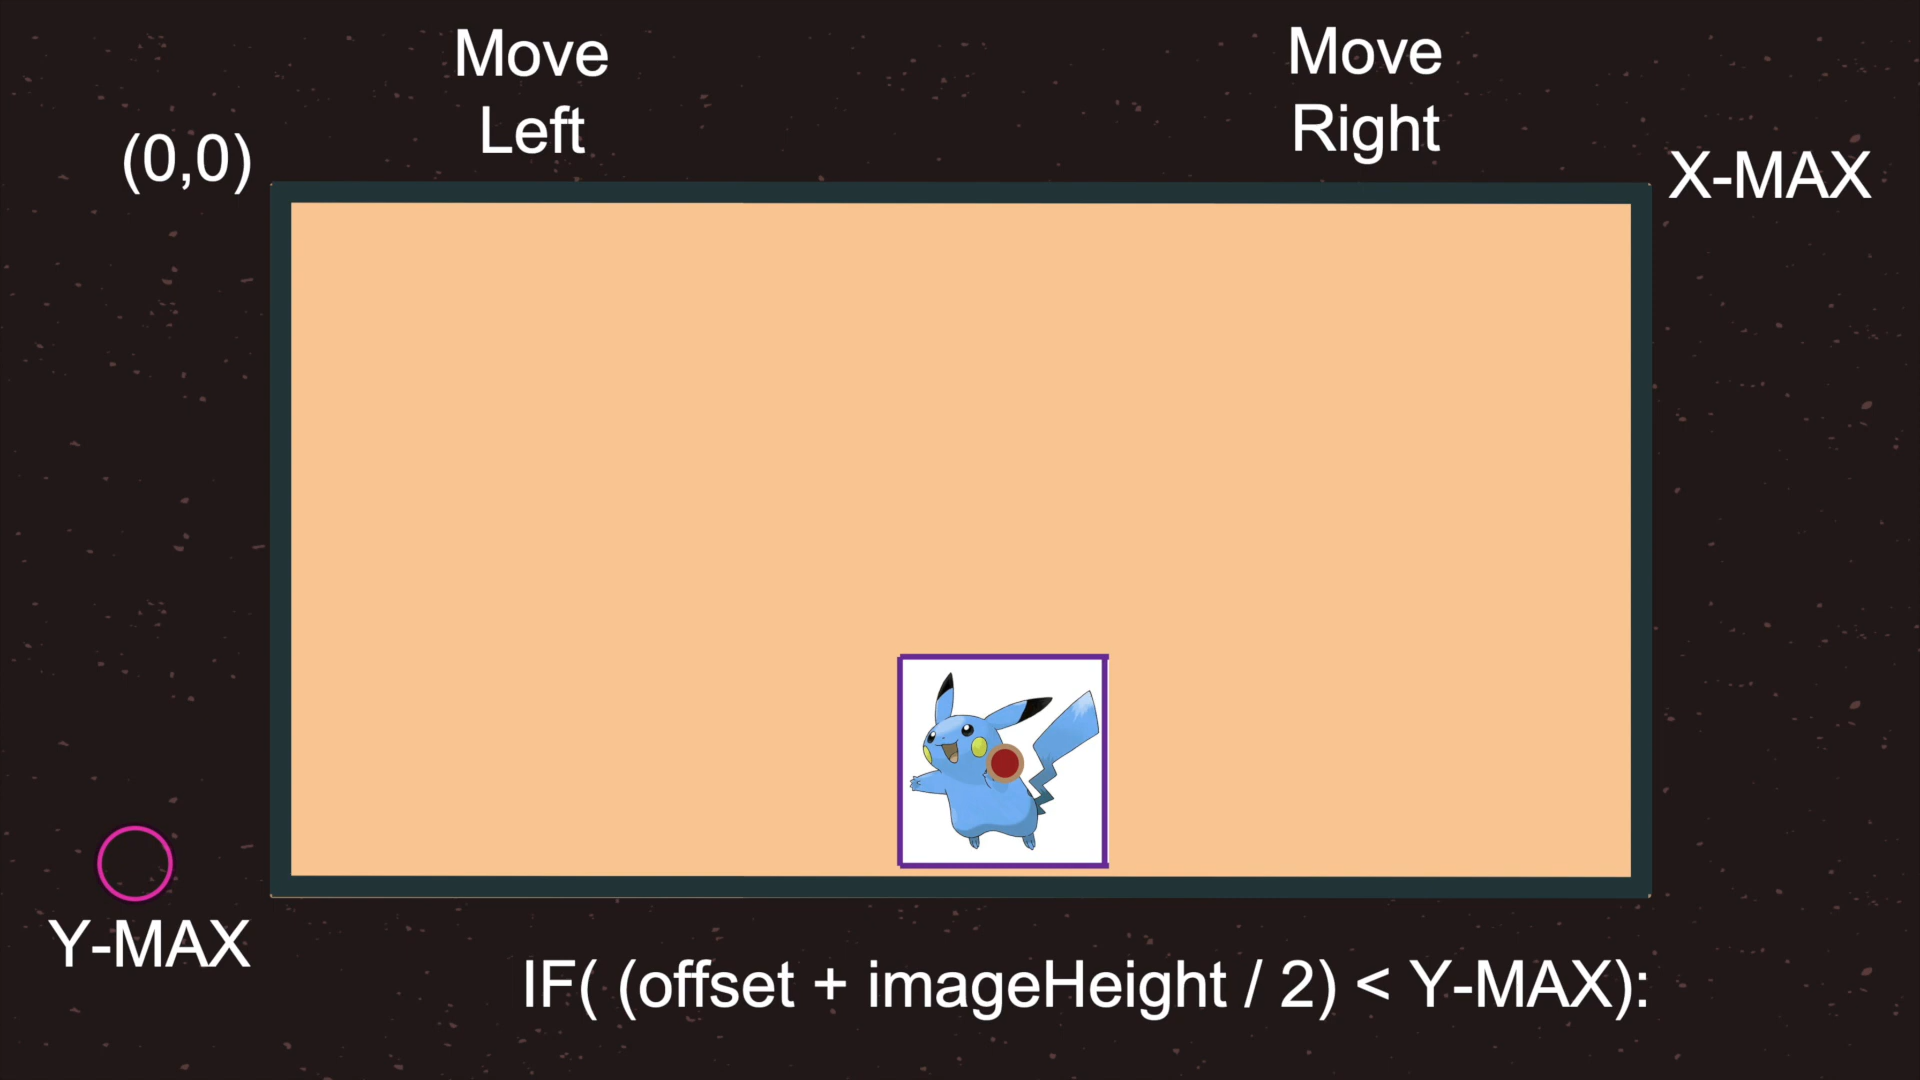 Move
Left
Move
Right
(0,0)
X-MAX
Y-MAX
IF( (offset + imageHeight / 2) < Y-MAX):